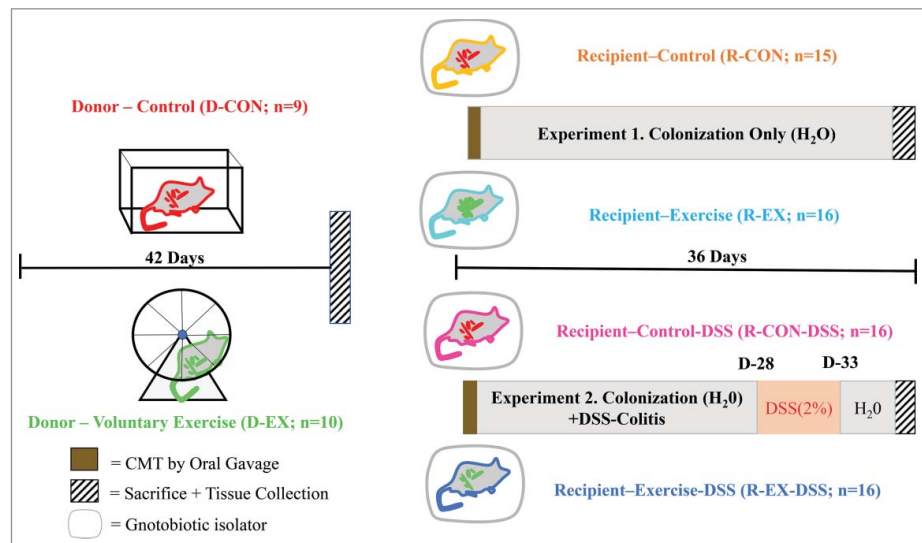 Donor – Control (D-CON; n=9)
42 Days
Donor – Voluntary Exercise (D-EX; n=10)
= CMT by Oral Gavage
= Sacrifice + Tissue Collection
= Gnotobiotic isolator
Recipient–Control (R-CON; n=15)
Experiment 1. Colonization Only (H₂O)
Recipient–Exercise (R-EX; n=16)
36 Days
Recipient–Control-DSS (R-CON-DSS; n=16)
D-28 D-33
Experiment 2. Colonization (H₂0)
+DSS-Colitis
DSS(2%)
H₂0
Recipient–Exercise-DSS (R-EX-DSS; n=16)